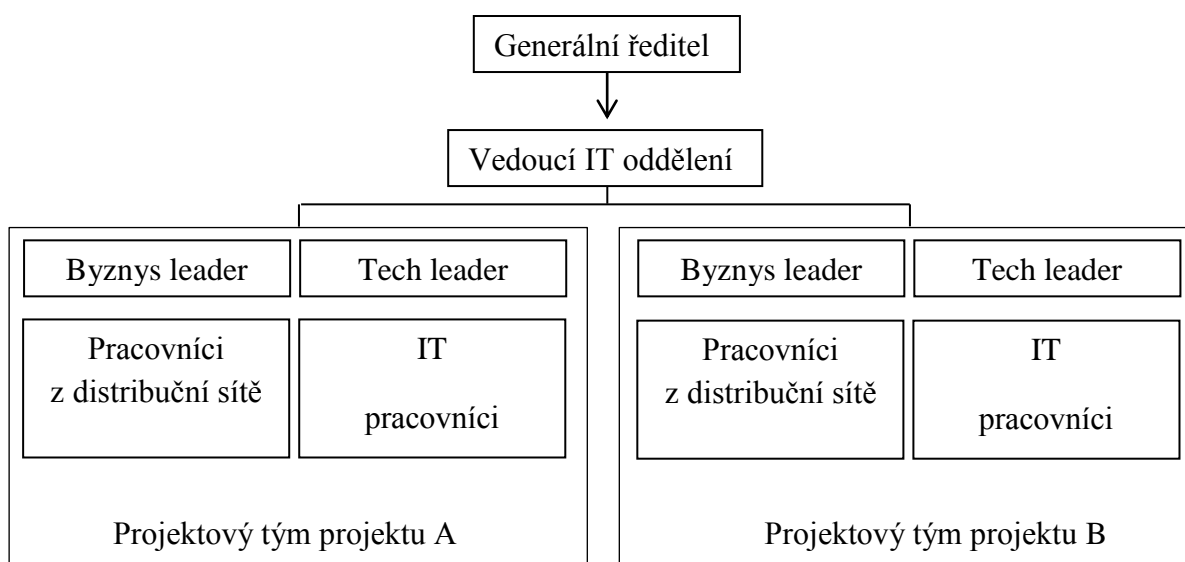 Generální ředitel
Vedoucí IT oddělení
Byznys leader
Tech leader
Pracovníci
z distribuční sítě
IT
pracovníci
Projektový tým projektu A
Byznys leader
Tech leader
Pracovníci
z distribuční sítě
IT
pracovníci
Projektový tým projektu B